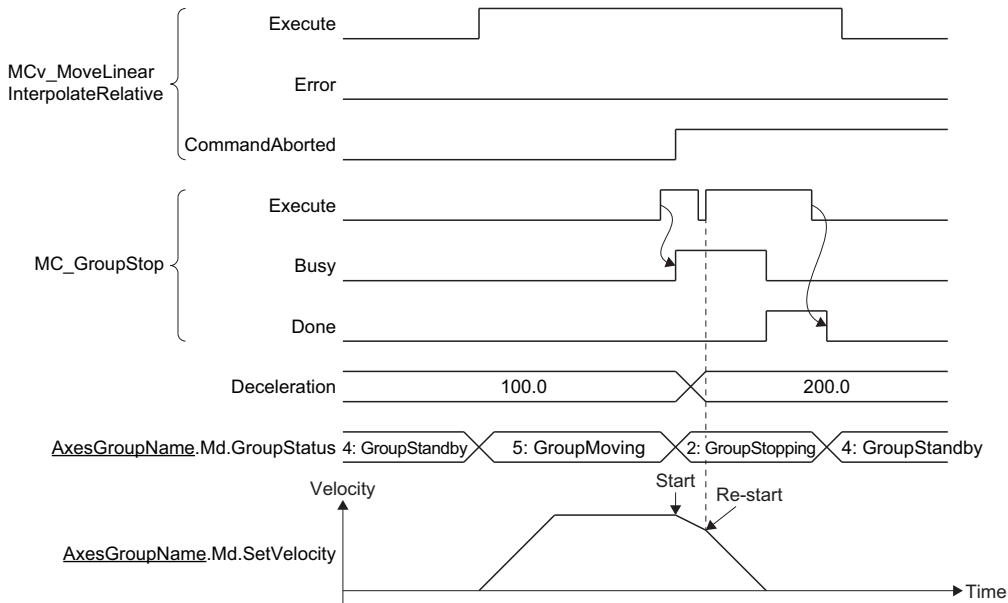 Execute
MCv_MoveLinear
InterpolateRelative
Error
CommandAborted
Execute
MC_GroupStop
Busy
Done
Deceleration
100.0
200.0
AxesGroupName.Md.GroupStatus
4: GroupStandby
5: GroupMoving
2: GroupStopping
4: GroupStandby
Velocity
Start
Re-start
AxesGroupName.Md.SetVelocity
Time